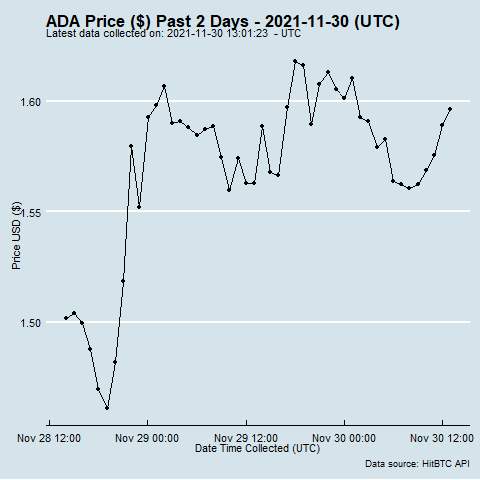 ADA Price ($) Past 2 Days - 2021-11-30 (UTC)
Latest data collected on: 2021-11-30 13:01:23 - UTC
1.60
1.55
1.50
Price USD ($)
Nov 28 12:00 Nov 29 00:00 Nov 29 12:00 Nov 30 00:00 Nov 30 12:00
Date Time Collected (UTC)
Data source: HitBTC API